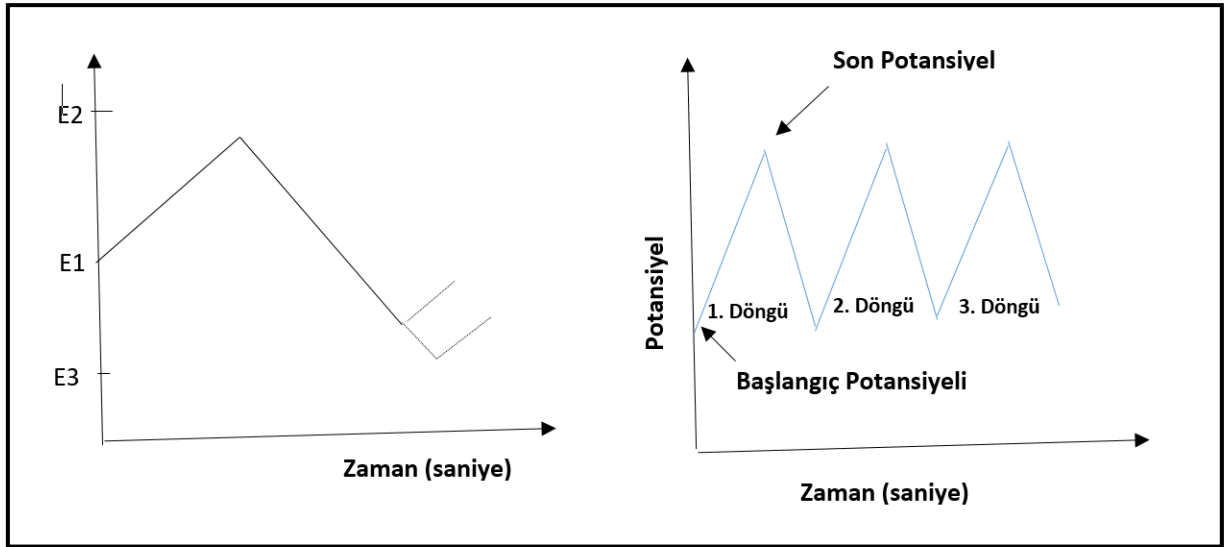 E2
E1
E3
Zaman (saniye)
Son Potansiyel
Potansiyel
1. Döngü
2. Döngü
3. Döngü
Başlangıç Potansiyeli
Zaman (saniye)